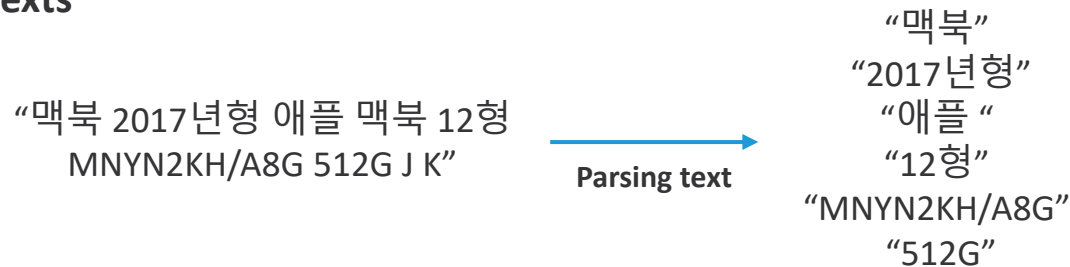 exts
“맥북 2017년형 애플 맥북 12형
MNYN2KH/A8G 512G J K”
Parsing text
“맥북”
“2017년형”
“애플 “
“12형”
“MNYN2KH/A8G”
“512G”